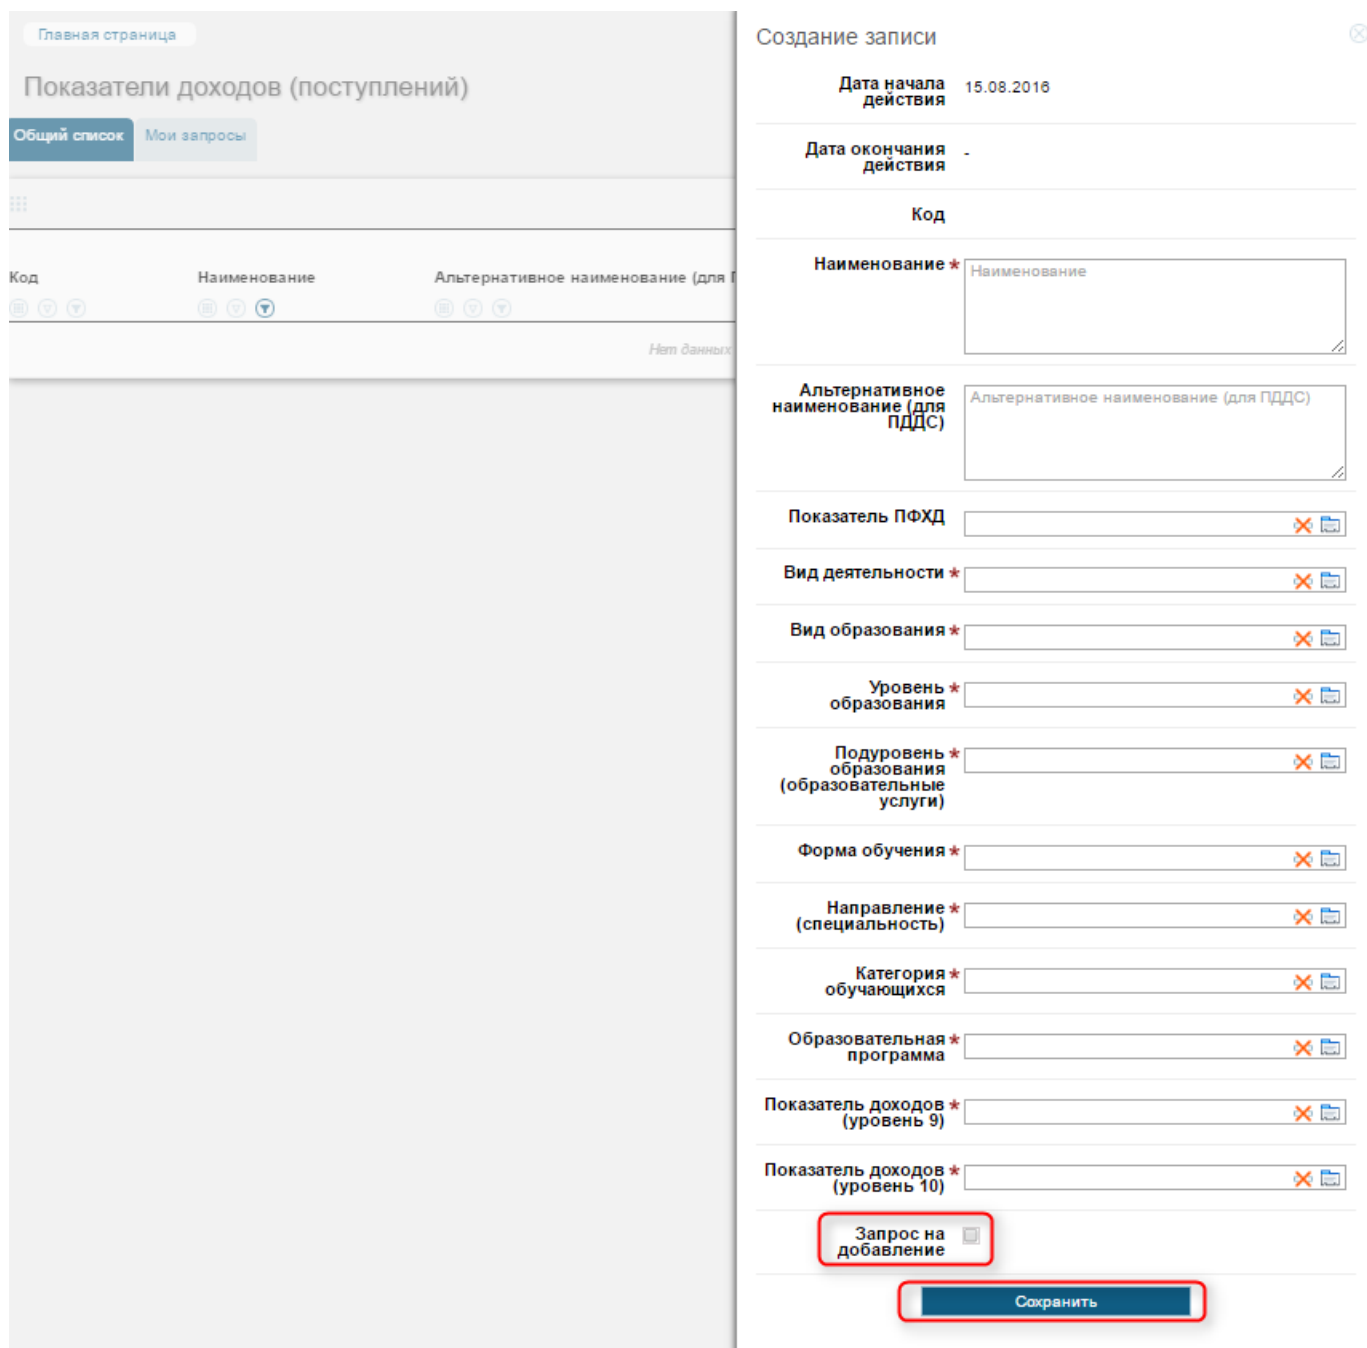 Главная страница
Показатели доходов (поступлений)
Общий список
Мои запросы
Код
Наименование
Альтернативное наименование (для П
Нет данных
Создание записи
Дата начала
действия
15.08.2016
Дата окончания
действия
-
Код
Наименование *
Наименование
Альтернативное
наименование (для
ПДДС)
Альтернативное наименование (для ПДДС)
Показатель ПФХД
Вид деятельности *
Вид образования *
Уровень *
образования
Подуровень *
образования
(образовательные
услуги)
Форма обучения *
Направление *
(специальность)
Категория *
обучающихся
Образовательная *
программа
Показатель доходов *
(уровень 9)
Показатель доходов *
(уровень 10)
Запрос на
добавление
Сохранить